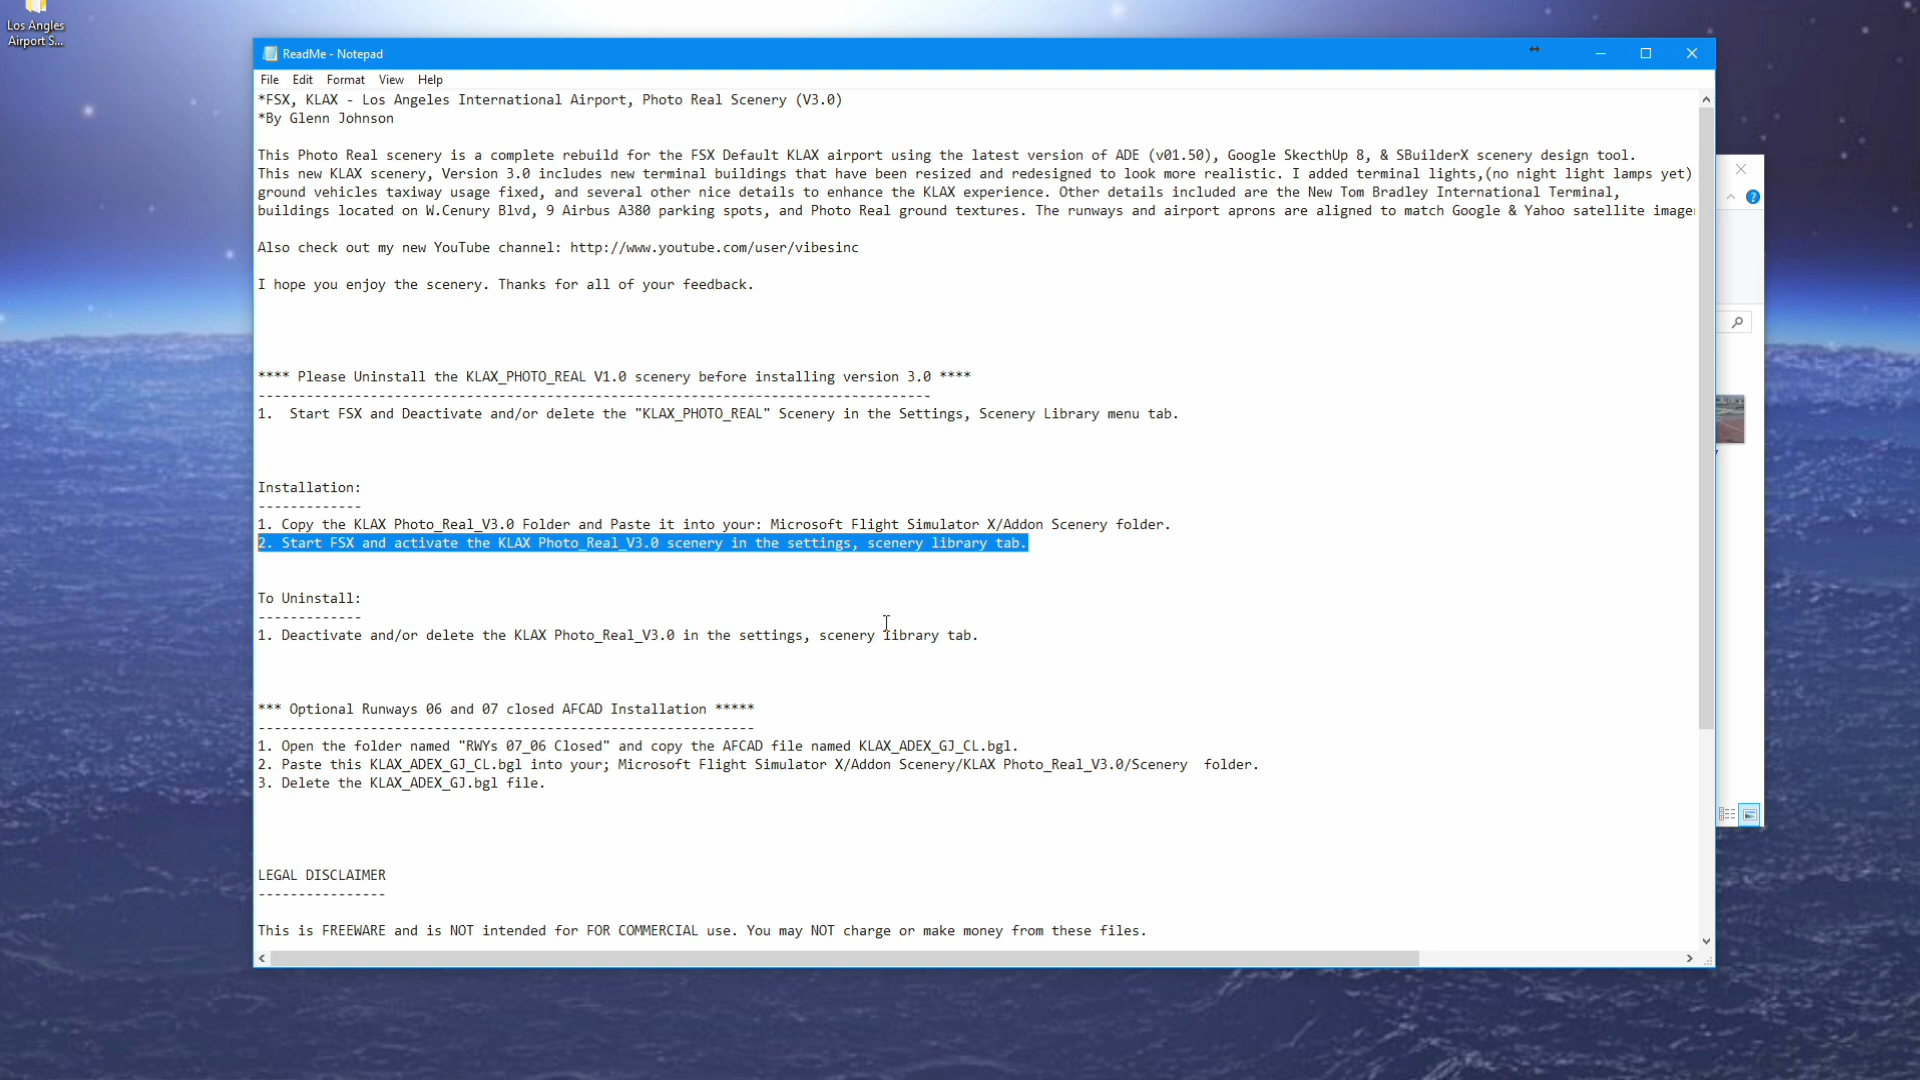 Los Angles
Airport S...
ReadMe - Notepad
File Edit Format View Help
*FSX, KLAX - Los Angeles International Airport, Photo Real Scenery (V3.0)
*By Glenn Johnson
This Photo Real scenery is a complete rebuild for the FSX Default KLAX airport using the latest version of ADE (v01.50), Google SkecthUp 8, & SBuilderX scenery design tool.
This new KLAX scenery, Version 3.0 includes new terminal buildings that have been resized and redesigned to look more realistic. I added terminal lights,(no night light lamps yet)
ground vehicles taxiway usage fixed, and several other nice details to enhance the KLAX experience. Other details included are the New Tom Bradley International Terminal,
buildings located on W.Cenury Blvd, 9 Airbus A380 parking spots, and Photo Real ground textures. The runways and airport aprons are aligned to match Google & Yahoo satellite image
Also check out my new YouTube channel: http://www.youtube.com/user/vibesinc
I hope you enjoy the scenery. Thanks for all of your feedback.
**** Please Uninstall the KLAX_PHOTO_REAL V1.0 scenery before installing version 3.0 ****
------------------------------------------------------------------------------------
1.  Start FSX and Deactivate and/or delete the "KLAX_PHOTO_REAL" Scenery in the Settings, Scenery Library menu tab.
Installation:
-------------
1. Copy the KLAX Photo_Real_V3.0 Folder and Paste it into your: Microsoft Flight Simulator X/Addon Scenery folder.
2. Start FSX and activate the KLAX Photo_Real_V3.0 scenery in the settings, scenery library tab.
To Uninstall:
-------------
1. Deactivate and/or delete the KLAX Photo_Real_V3.0 in the settings, scenery library tab.
*** Optional Runways 06 and 07 closed AFCAD Installation *****
--------------------------------------------------------------
1. Open the folder named "RWYs 07_06 Closed" and copy the AFCAD file named KLAX_ADEX_GJ_CL.bgl.
2. Paste this KLAX_ADEX_GJ_CL.bgl into your; Microsoft Flight Simulator X/Addon Scenery/KLAX Photo_Real_V3.0/Scenery  folder.
3. Delete the KLAX_ADEX_GJ.bgl file.
LEGAL DISCLAIMER
----------------
This is FREEWARE and is NOT intended for FOR COMMERCIAL use. You may NOT charge or make money from these files.